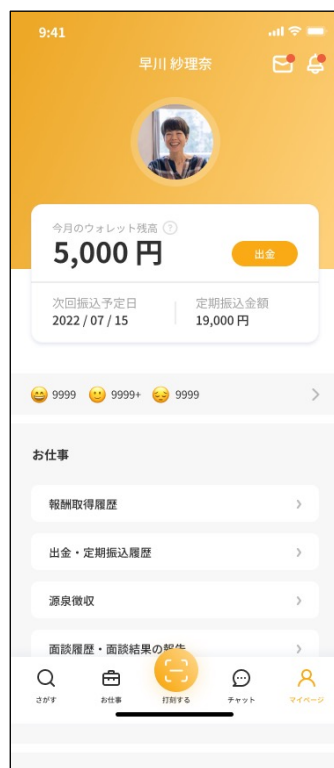 9:41
早川 紗理奈
今月のウォレット残高 ?
5,000 円
出金
次回振込予定日
定期振込金額
2022 / 07 / 15
19,000 円
9999 9999+ 9999
お仕事
報酬取得履歴
出金・定期振込履歴
源泉徴収
面談履歴・面談結果の報告
さがす
お仕事
打刻する
チャット
マイページ